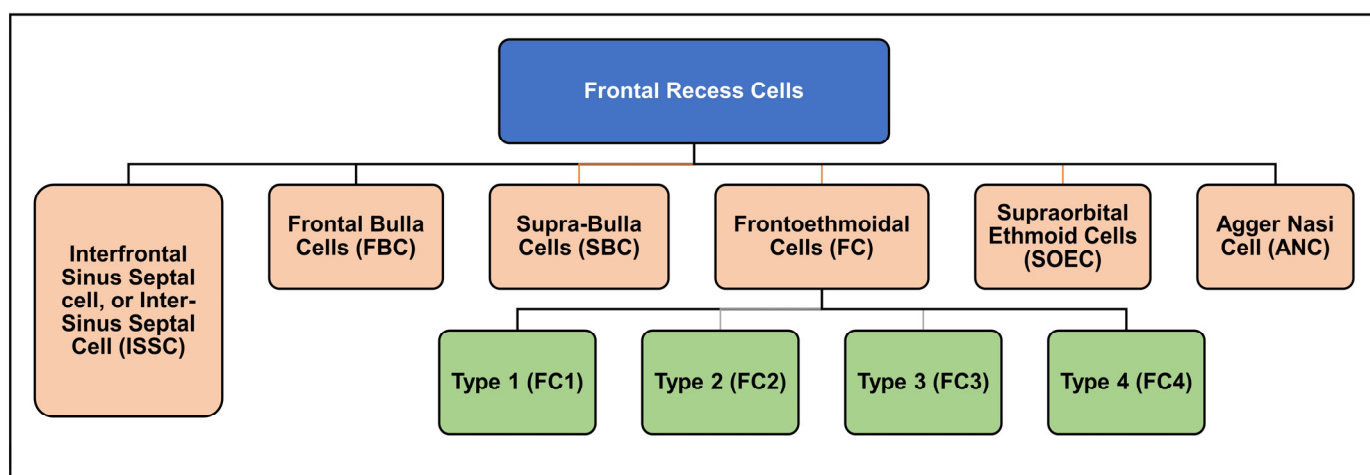 Frontal Recess Cells
Interfrontal
Sinus Septal
cell, or Inter-
Sinus Septal
Cell (ISSC)
Frontal Bulla
Cells (FBC)
Supra-Bulla
Cells (SBC)
Frontoethmoidal
Cells (FC)
Supraorbital
Ethmoid Cells
(SOEC)
Agger Nasi
Cell (ANC)
Type 1 (FC1)
Type 2 (FC2)
Type 3 (FC3)
Type 4 (FC4)